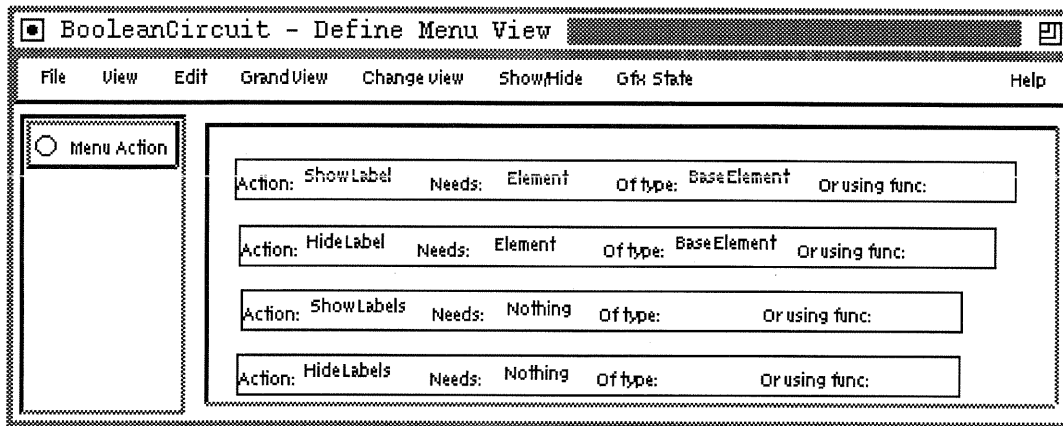 BooleanCircuit - Define Menu View
File View Edit GrandView Change view Show/Hide Gfx State Help
Menu Action
Action: ShowLabel Needs: Element Of type: BaseElement Or using func:
Action: HideLabel Needs: Element Of type: BaseElement Or using func:
Action: ShowLabels Needs: Nothing Of type: Or using func:
Action: HideLabels Needs: Nothing Of type: Or using func: